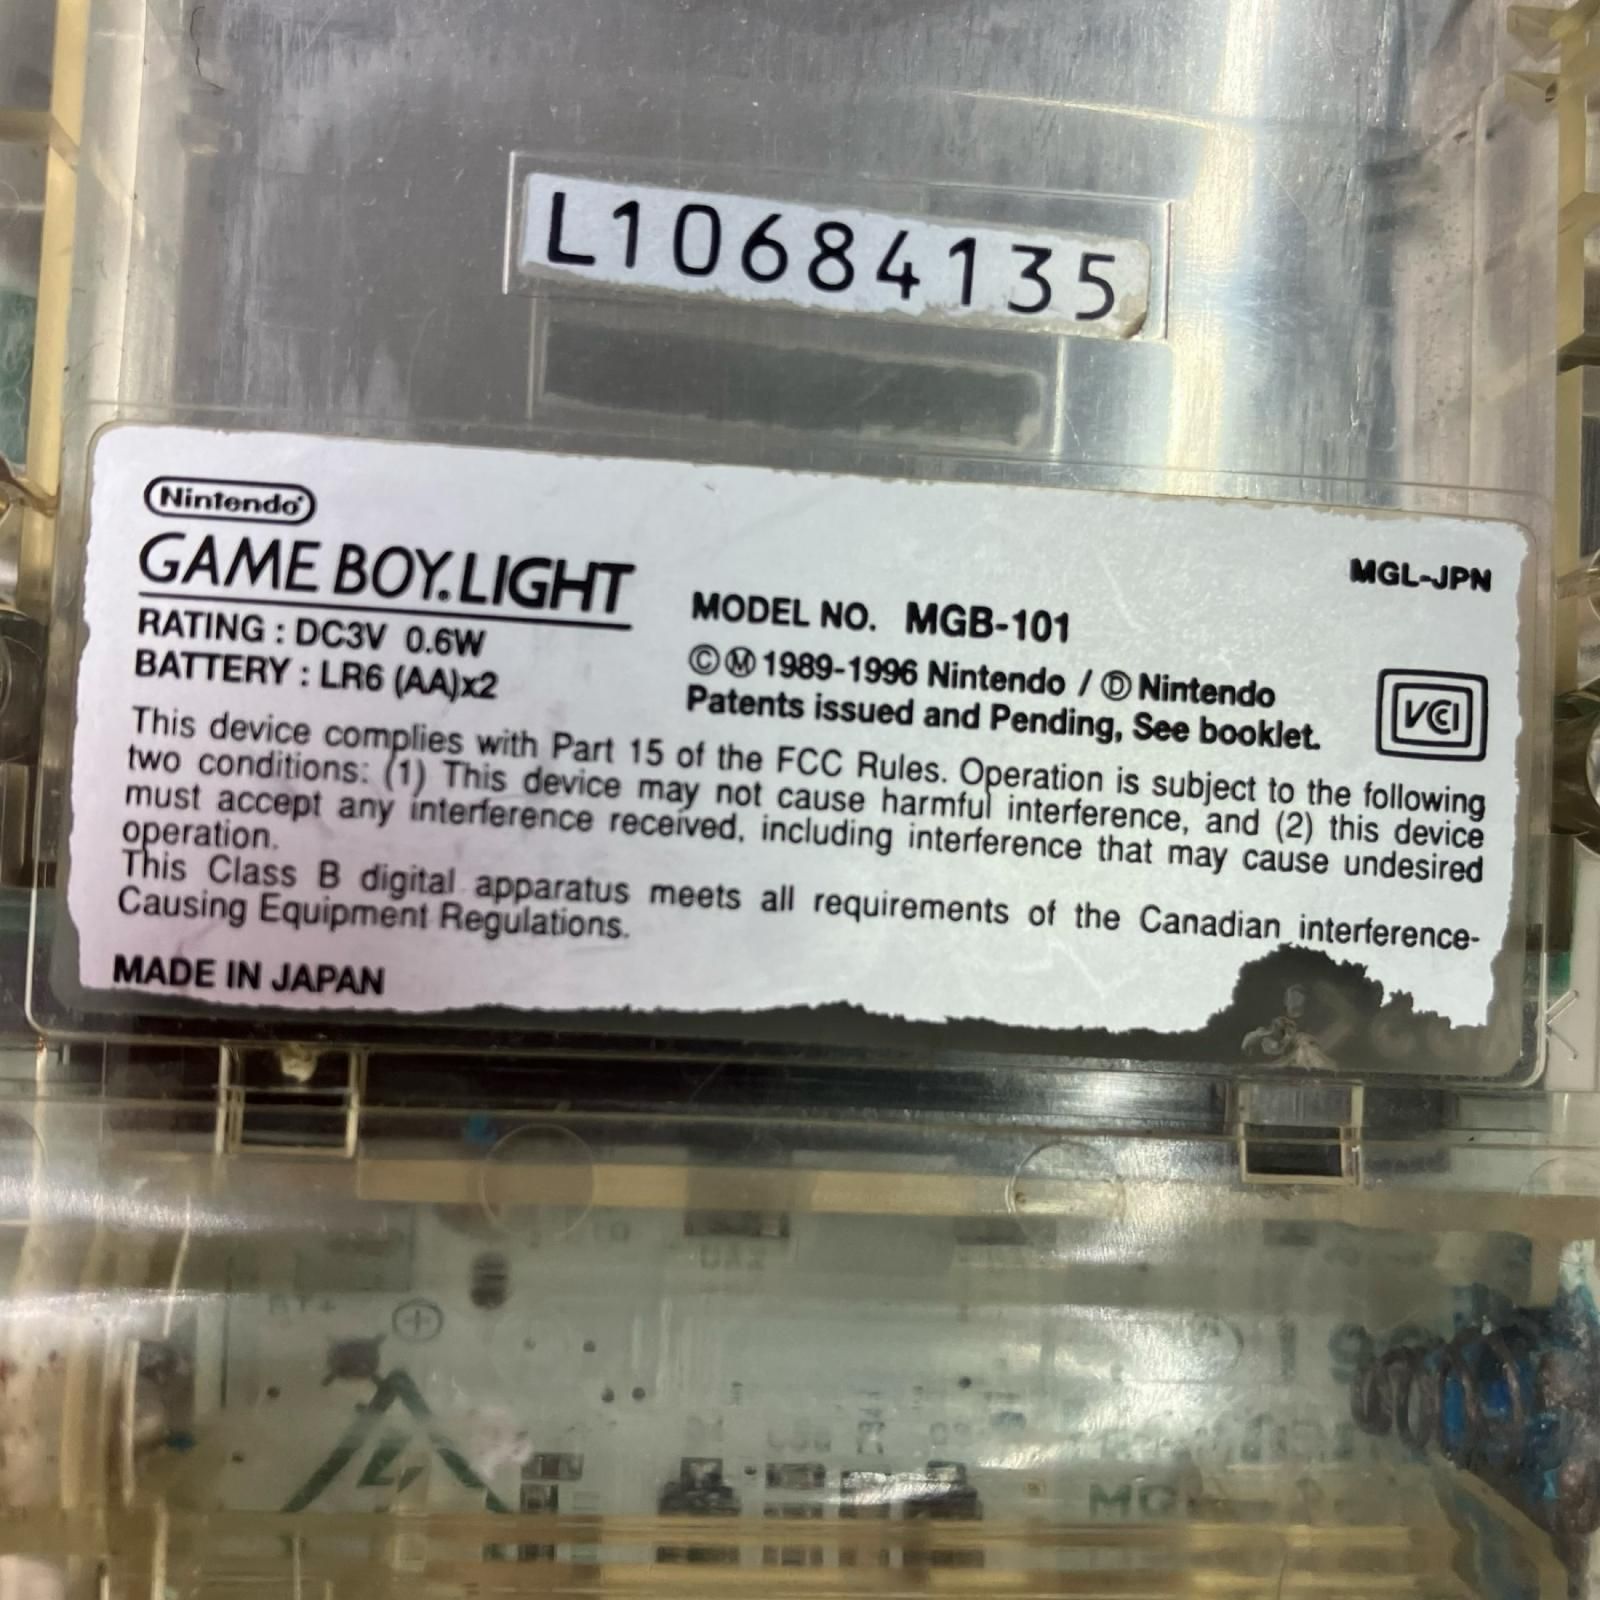 L10684135
Nintendo
GAME BOY.LIGHT
MGL-JPN
RATING : DC3V 0.6W
BATTERY : LR6 (AA)x2
MODEL NO. MGB-101
ⒸⓂ1989-1996 Nintendo / ⒹNintendo
Patents issued and Pending, See booklet.
VCI
This device complies with Part 15 of the FCC Rules. Operation is subject to the following
two conditions: (1) This device may not cause harmful interference, and (2) this device
must accept any interference received, including interference that may cause undesired
operation.
This Class B digital apparatus meets all requirements of the Canadian interference-
Causing Equipment Regulations.
MADE IN JAPAN